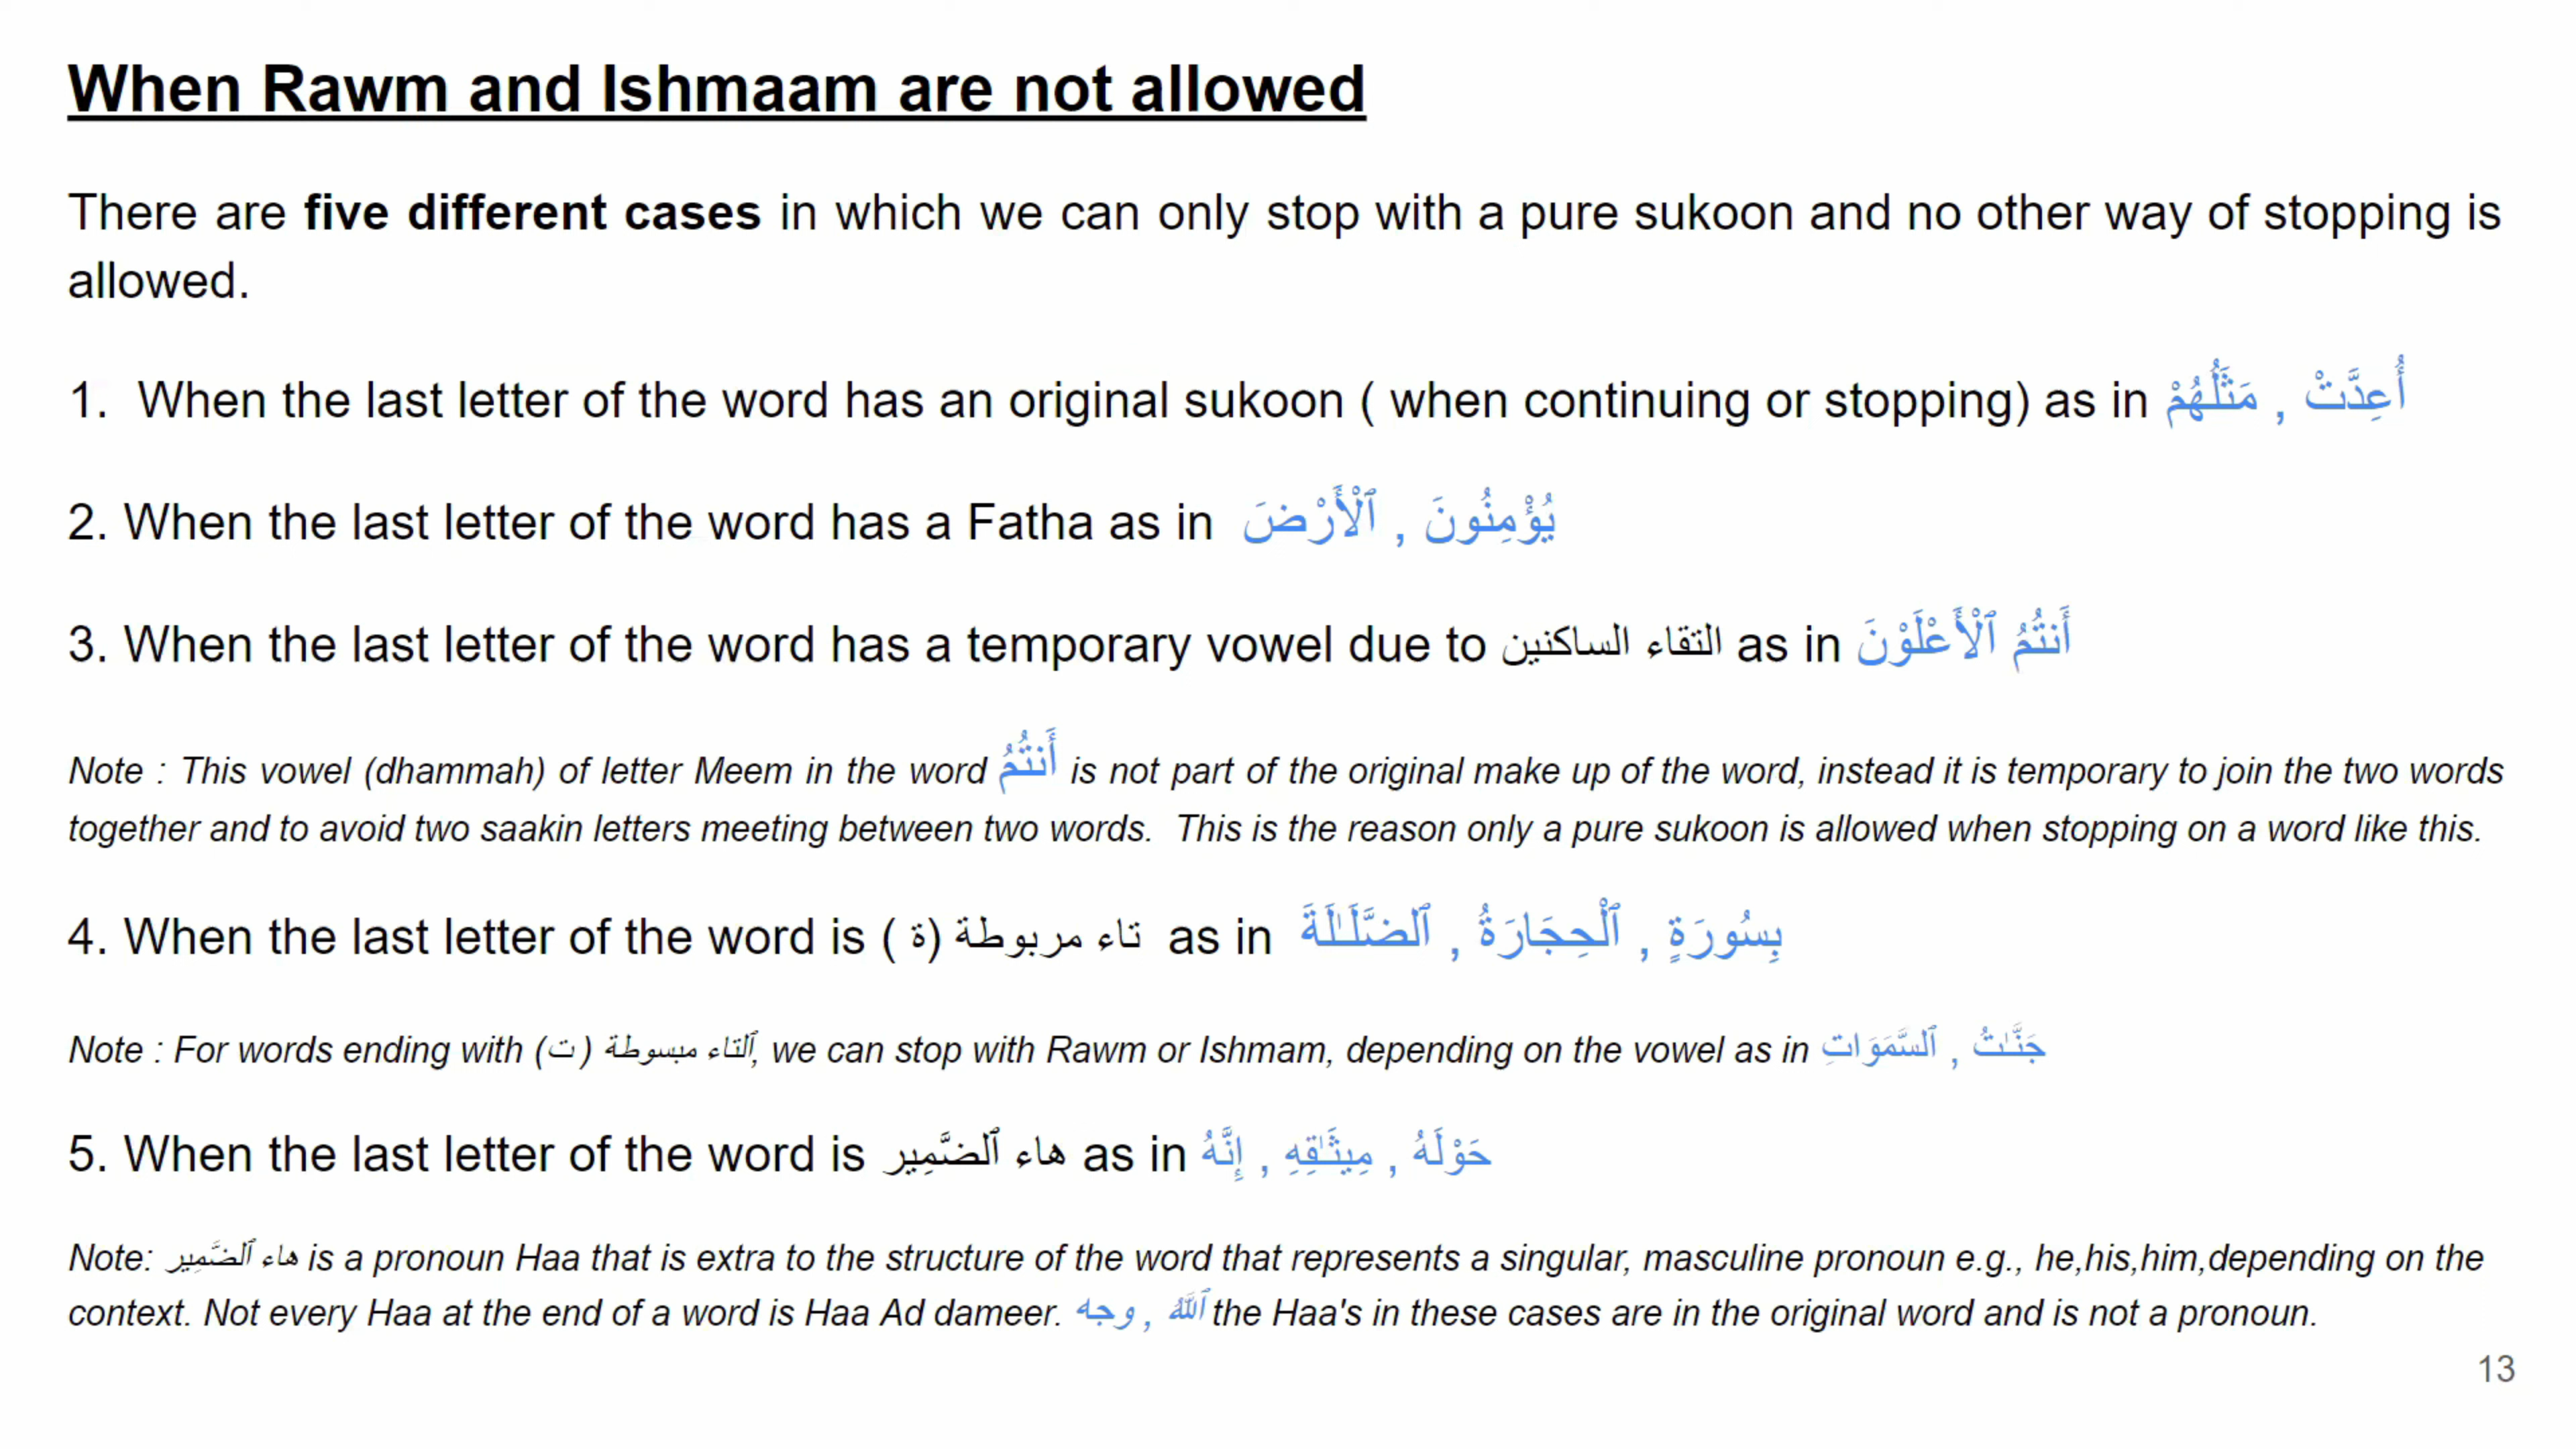 When Rawm and Ishmaam are not allowed
There are five different cases in which we can only stop with a pure sukoon and no other way of stopping is
allowed.
1. When the last letter of the word has an original sukoon ( when continuing or stopping) as in مَثَلُهُمْ , أُعِدَّتْ
2. When the last letter of the word has a Fatha as in ٱلْأَرْضَ , يُؤْمِنُونَ
3. When the last letter of the word has a temporary vowel due to التقاء الساكنين as in أَنتُمُ ٱلْأَعْلَوْنَ
Note : This vowel (dhammah) of letter Meem in the word أَنتُمُ is not part of the original make up of the word, instead it is temporary to join the two words
together and to avoid two saakin letters meeting between two words. This is the reason only a pure sukoon is allowed when stopping on a word like this.
4. When the last letter of the word is ( ة) تاء مربوطة as in ٱلضَّلَـٰلَةَ , ٱلْحِجَارَةُ , بِسُورَةٍ
Note : For words ending with (ت ) ٱلتاء مبسوطة, we can stop with Rawm or Ishmam, depending on the vowel as in ٱلسَّمَوَاتِ , جَنَّـٰتُ
5. When the last letter of the word is هاء ٱلضَّمِير as in إِنَّهُ , مِيثَـٰقِهِ , حَوْلَهُ
Note: هاء ٱلضَّمِير is a pronoun Haa that is extra to the structure of the word that represents a singular, masculine pronoun e.g., he,his,him,depending on the
context. Not every Haa at the end of a word is Haa Ad dameer. وجه , ٱللَّهُ the Haa's in these cases are in the original word and is not a pronoun.
13